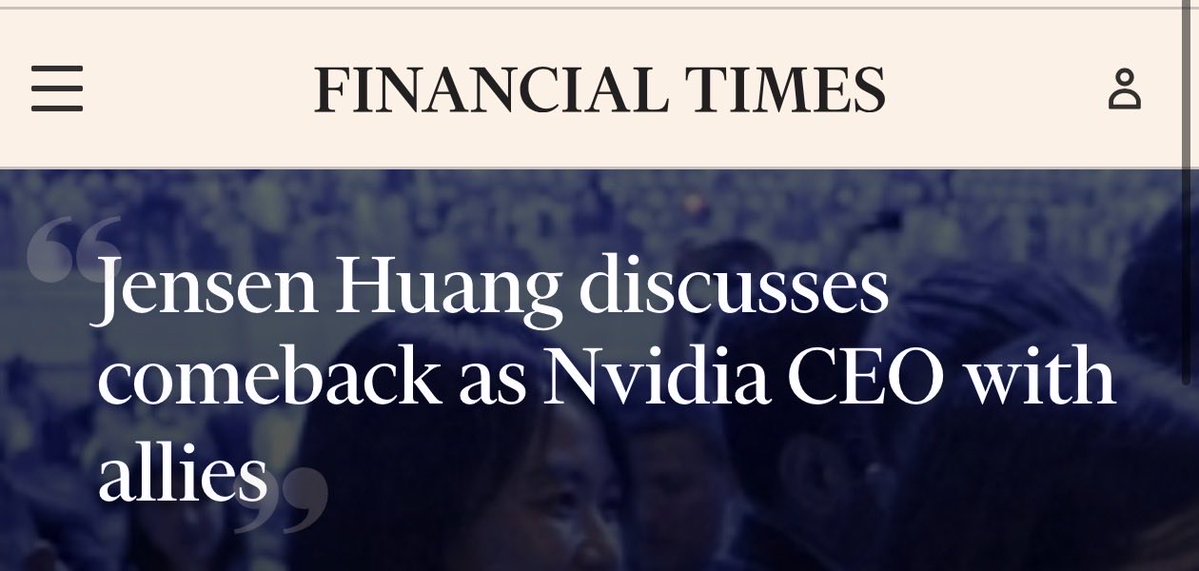 FINANCIAL TIMES
“Jensen Huang discusses
comeback as Nvidia CEO with
allies”